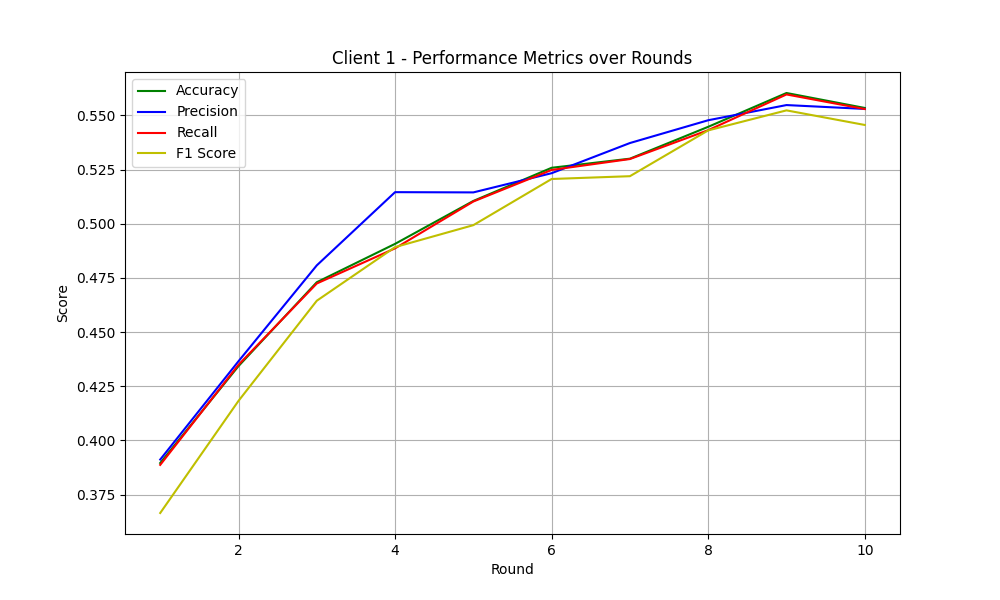 Client 1 - Performance Metrics over Rounds
Accuracy
Precision
Recall
F1 Score
0.550
0.525
0.500
0.475
0.450
0.425
0.400
0.375
Score
2 4 6 8 10
Round